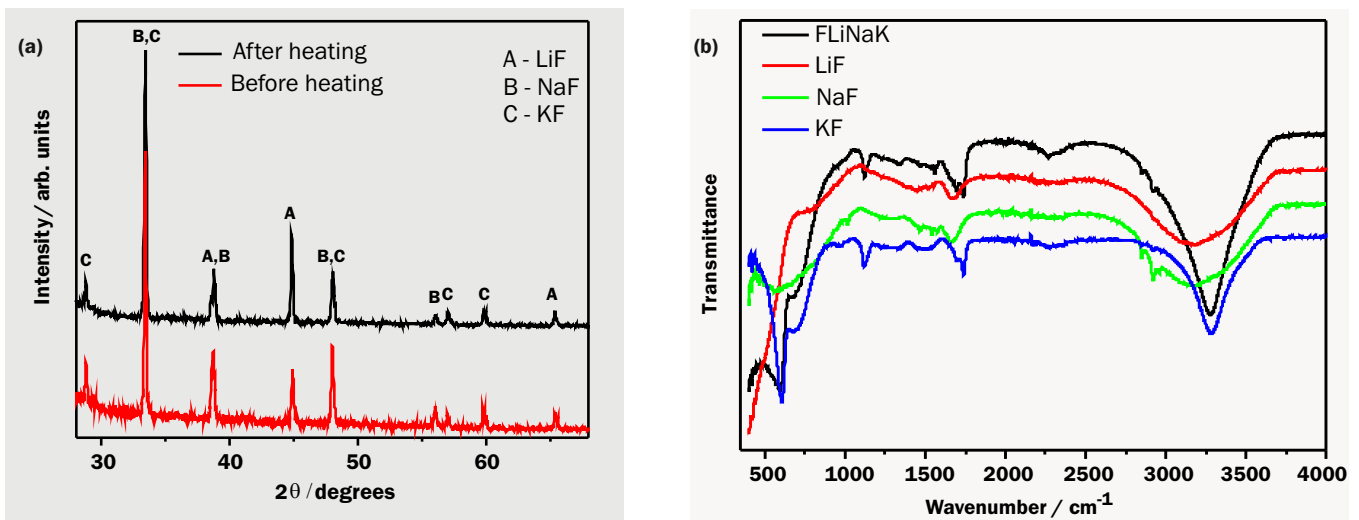 (a)
B,C
After heating
Before heating
A - LiF
B - NaF
C - KF
Intensity / arb. units
C
A,B
A
B,C
B
C
C
A
30
40
50
60
2θ /degrees
(b)
FLiNaK
LiF
NaF
KF
Transmittance
500
1000
1500
2000
2500
3000
3500
4000
Wavenumber / cm⁻¹